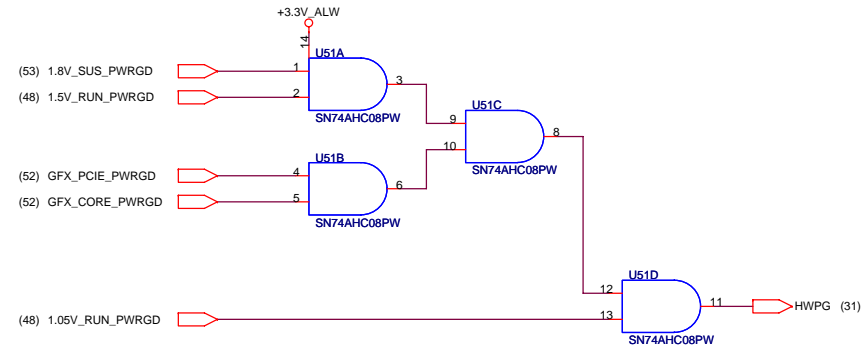 +3.3V_ALW
14
U51A
(53) 1.8V_SUS_PWRGD
1
3
(48) 1.5V_RUN_PWRGD
2
SN74AHC08PW
U51C
9
8
10
SN74AHC08PW
U51B
(52) GFX_PCIE_PWRGD
4
6
(52) GFX_CORE_PWRGD
5
SN74AHC08PW
U51D
12
11
HWPG (31)
(48) 1.05V_RUN_PWRGD
13
SN74AHC08PW